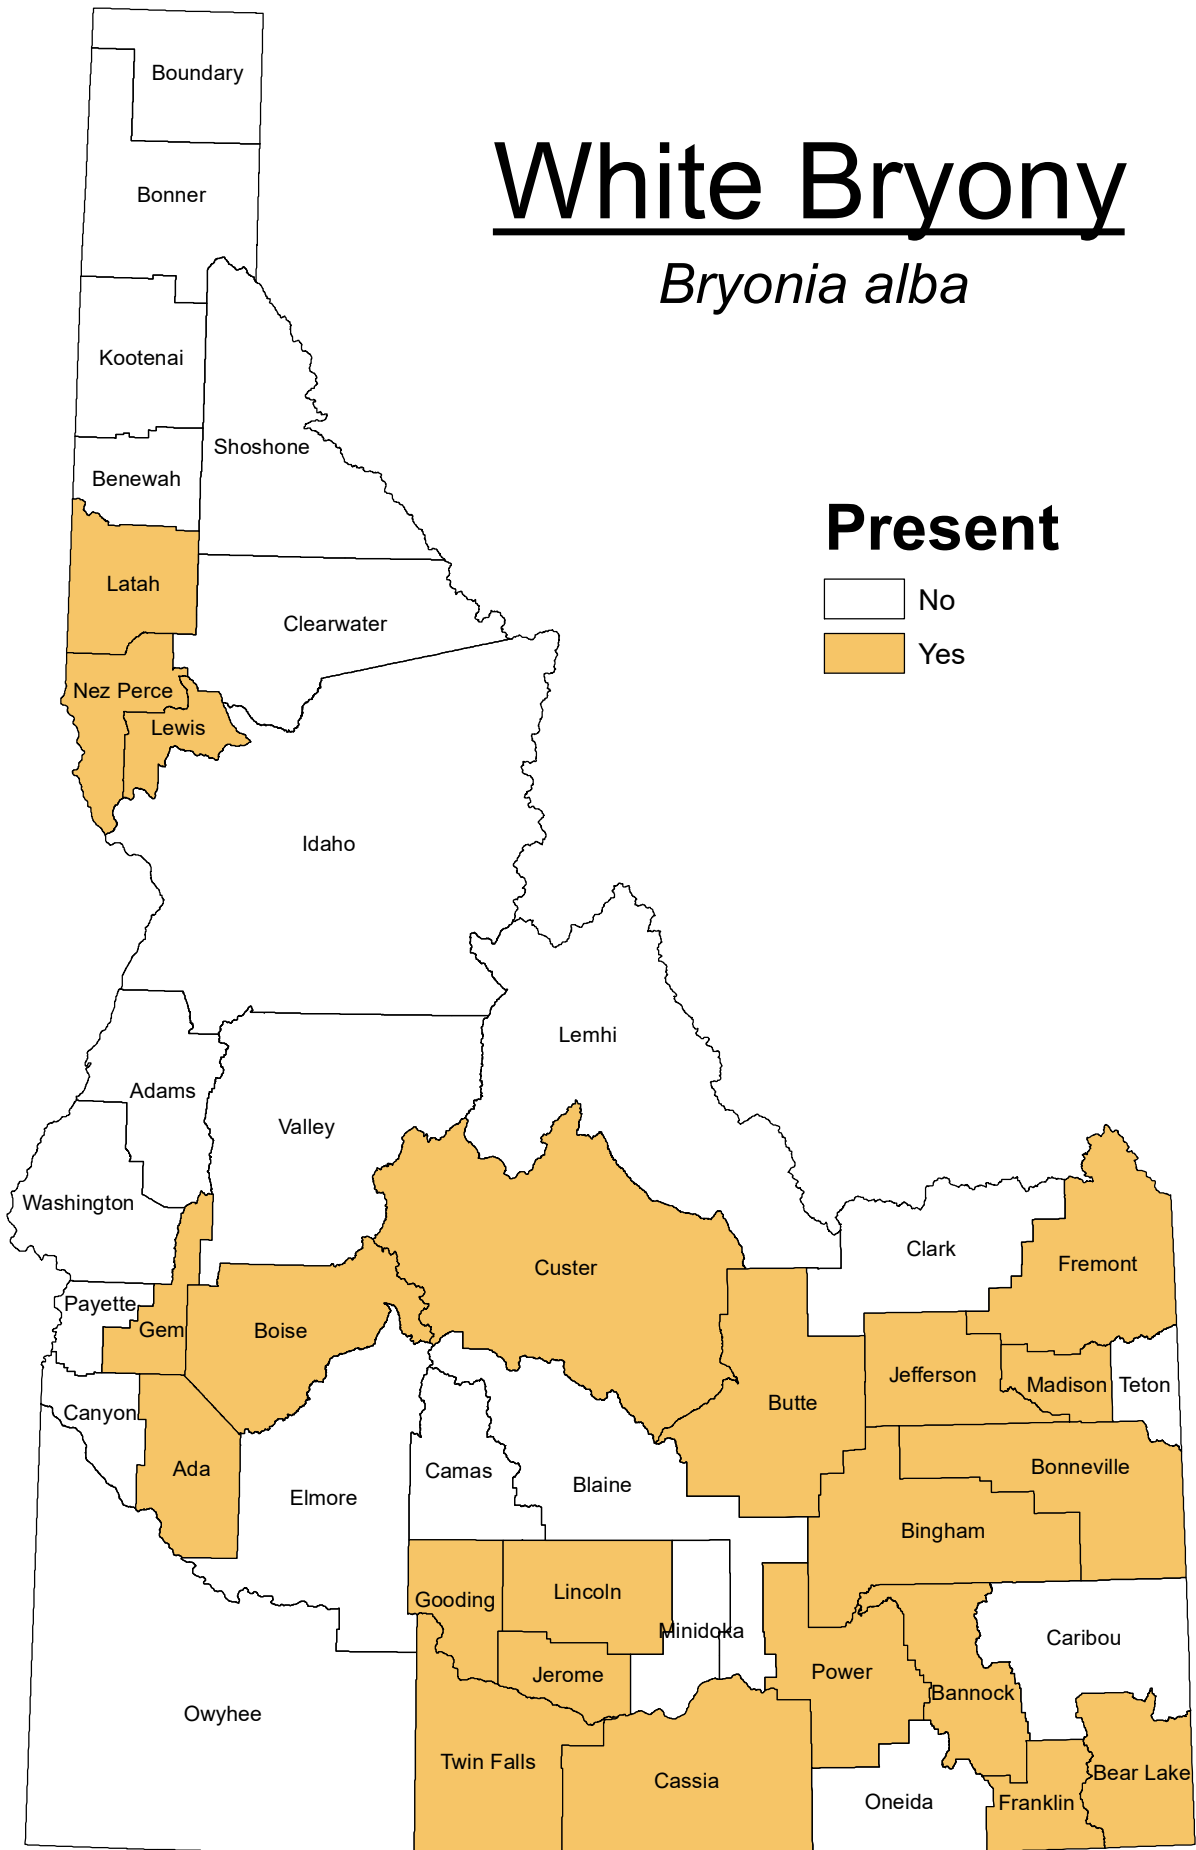 Boundary
White Bryony
Bonner
Bryonia alba
Kootenai
Shoshone
Benewah
Present
Latah
No
Clearwater
Yes
Nez Perce
Lewis
Idaho
Lemhi
Adams
Valley
Washington
Clark
Custer
Fremont
Payette
Gem
Boise
Jefferson
Madison
Teton
Butte
Canyon
Ada
Camas
Blaine
Bonneville
Elmore
Bingham
Gooding
Lincoln
Minidoka
Caribou
Jerome
Power
Bannock
Owyhee
Twin Falls
Cassia
Bear Lake
Oneida
Franklin